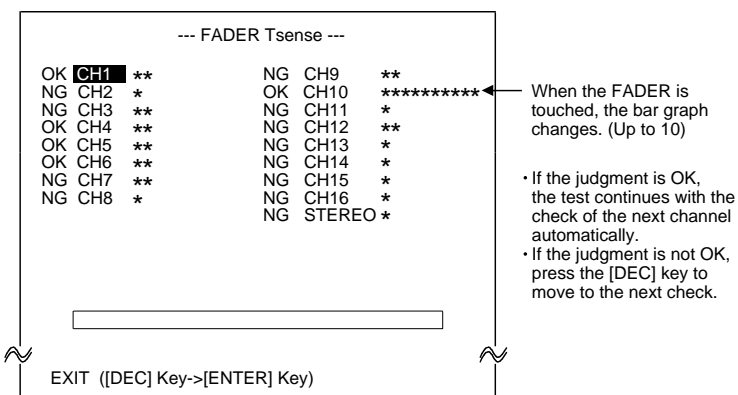 --- FADER Tsense ---
OK CH1 **
NG CH2 *
NG CH3 **
OK CH4 **
OK CH5 **
OK CH6 **
NG CH7 **
NG CH8 *
NG CH9 **
OK CH10 **********
NG CH11 *
NG CH12 **
NG CH13 *
NG CH14 *
NG CH15 *
NG CH16 *
NG STEREO *
EXIT ([DEC] Key->[ENTER] Key)
When the FADER is
touched, the bar graph
changes. (Up to 10)
・If the judgment is OK,
the test continues with the
check of the next channel
automatically.
・If the judgment is not OK,
press the [DEC] key to
move to the next check.